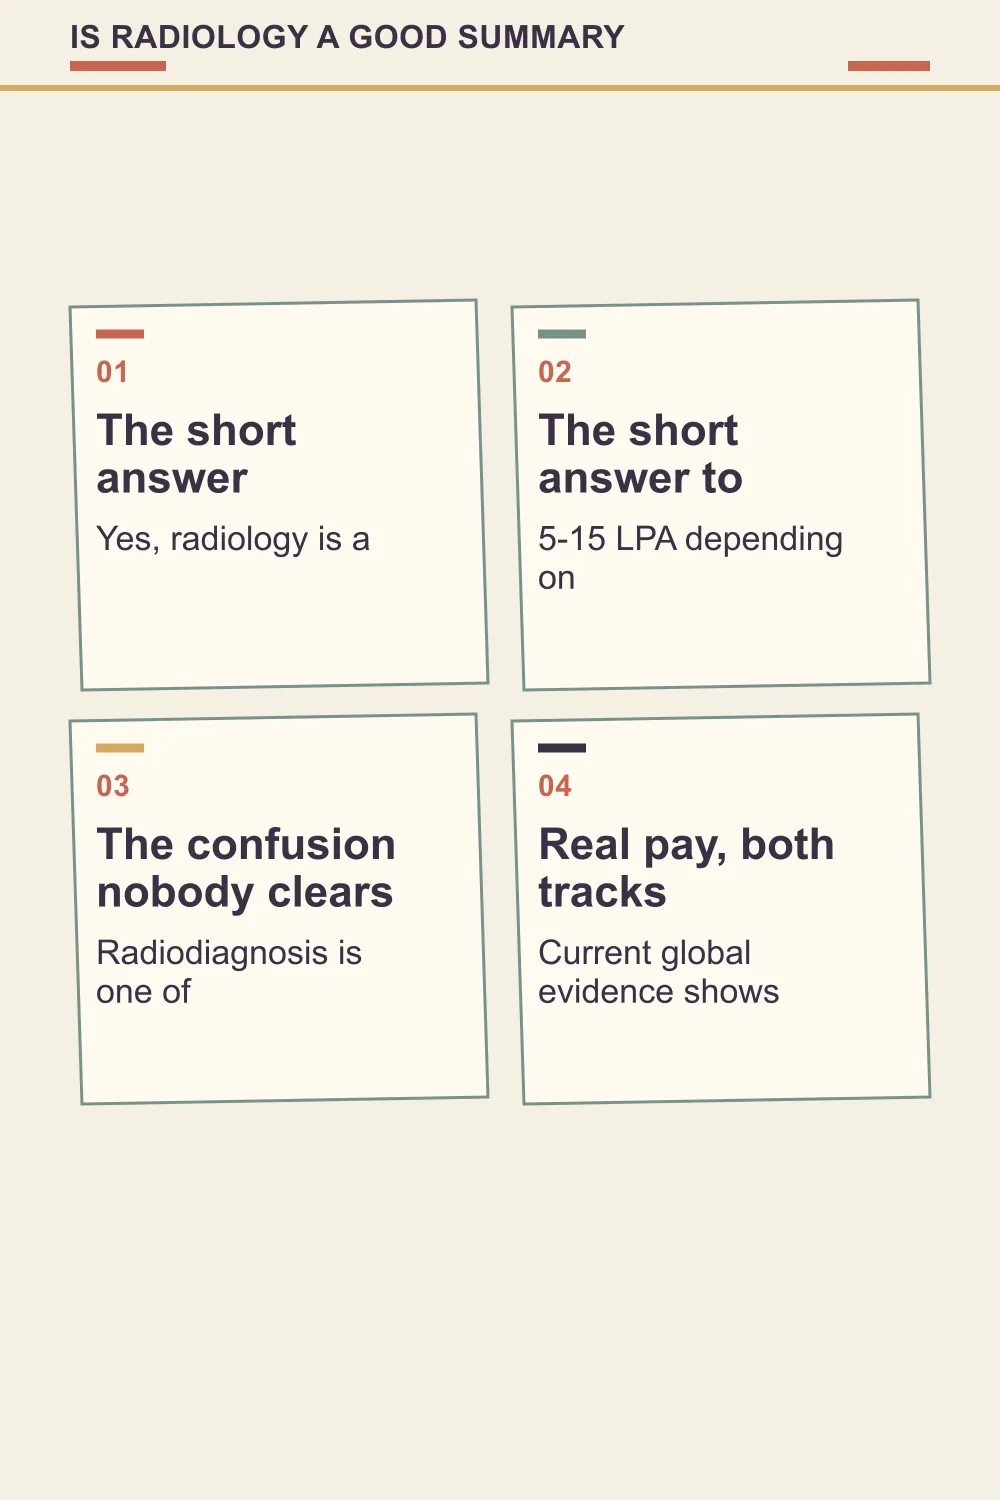 IS RADIOLOGY A GOOD SUMMARY
01
The short
answer
Yes, radiology is a
02
The short
answer to
5-15 LPA depending
on
03
The confusion
nobody clears
Radiodiagnosis is
one of
04
Real pay, both
tracks
Current global
evidence shows